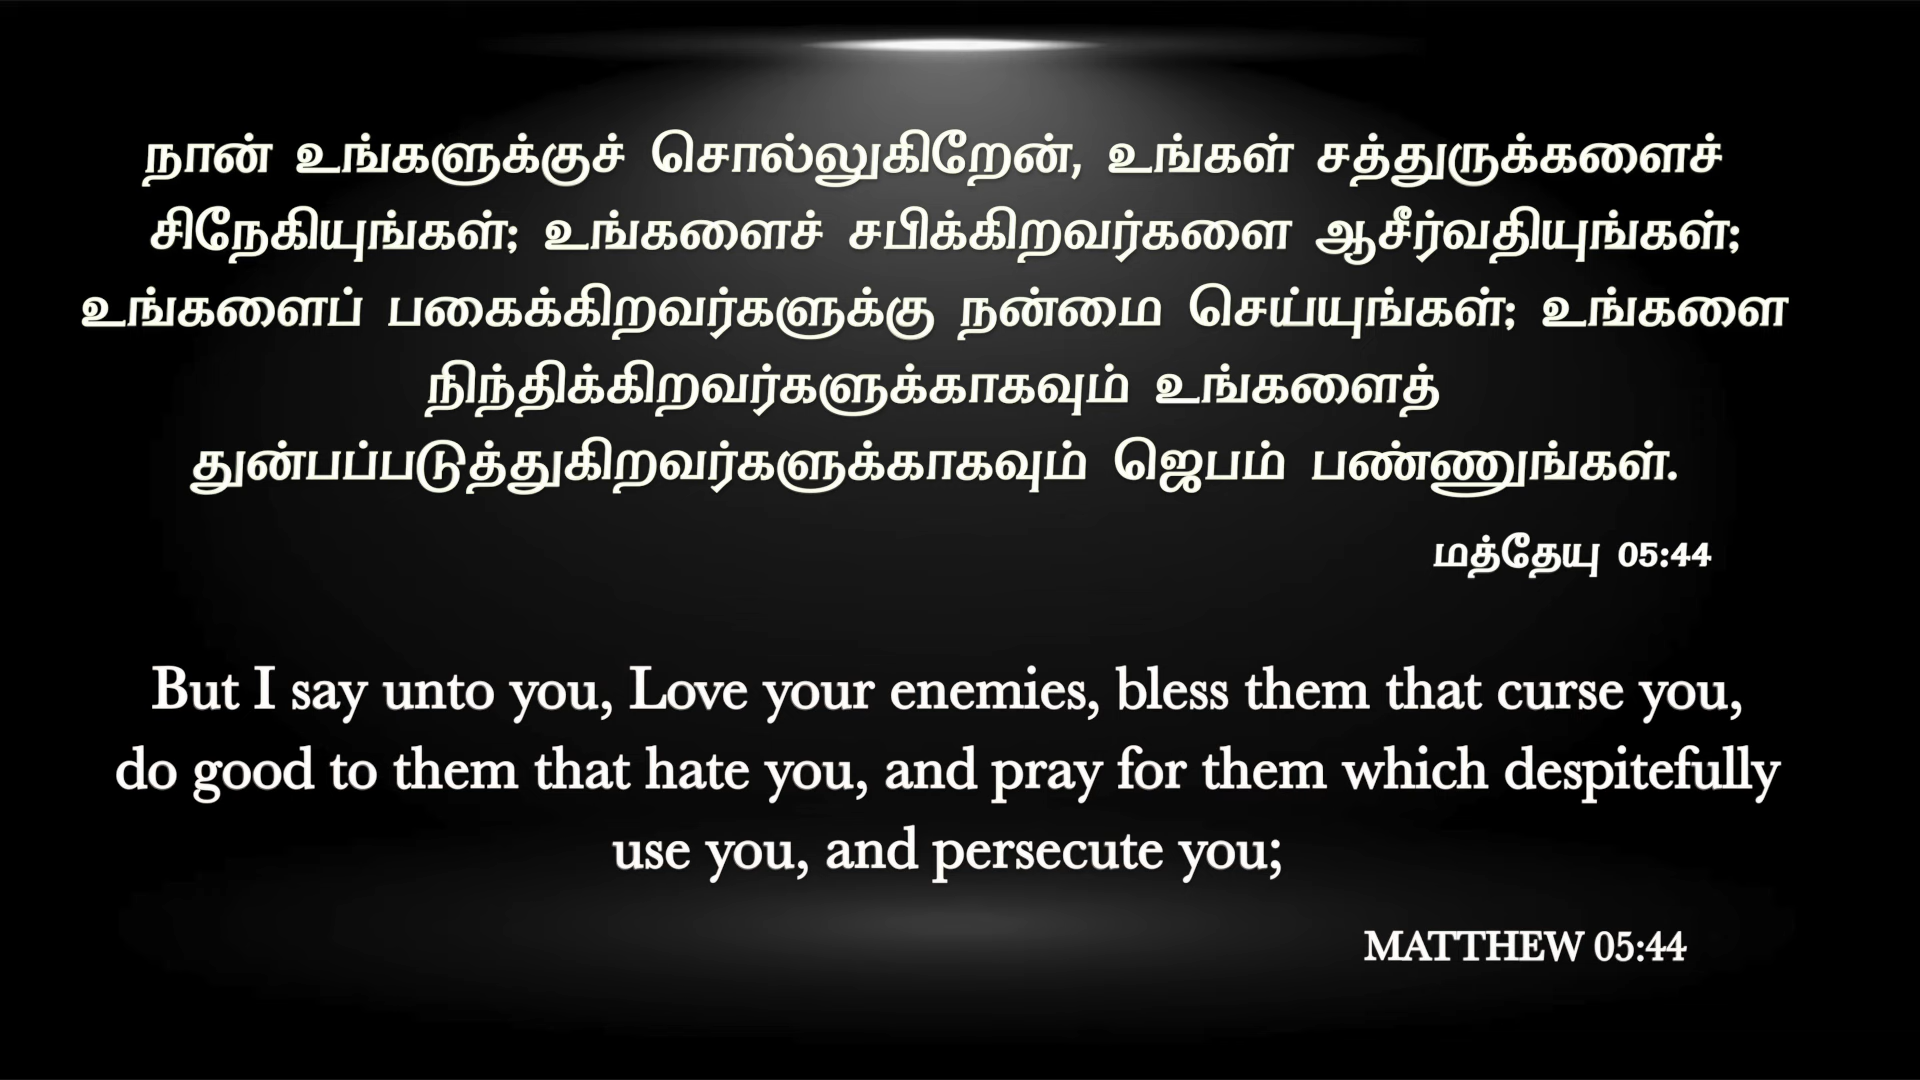 நான் உங்களுக்குச் சொல்லுகிறேன், உங்கள் சத்துருக்களைச்
சிநேகியுங்கள்; உங்களைச் சபிக்கிறவர்களை ஆசீர்வதியுங்கள்;
உங்களைப் பகைக்கிறவர்களுக்கு நன்மை செய்யுங்கள்; உங்களை
நிந்திக்கிறவர்களுக்காகவும் உங்களைத்
துன்பப்படுத்துகிறவர்களுக்காகவும் ஜெபம் பண்ணுங்கள்.
மத்தேயு 05:44
But I say unto you, Love your enemies, bless them that curse you,
do good to them that hate you, and pray for them which despitefully
use you, and persecute you;
MATTHEW 05:44